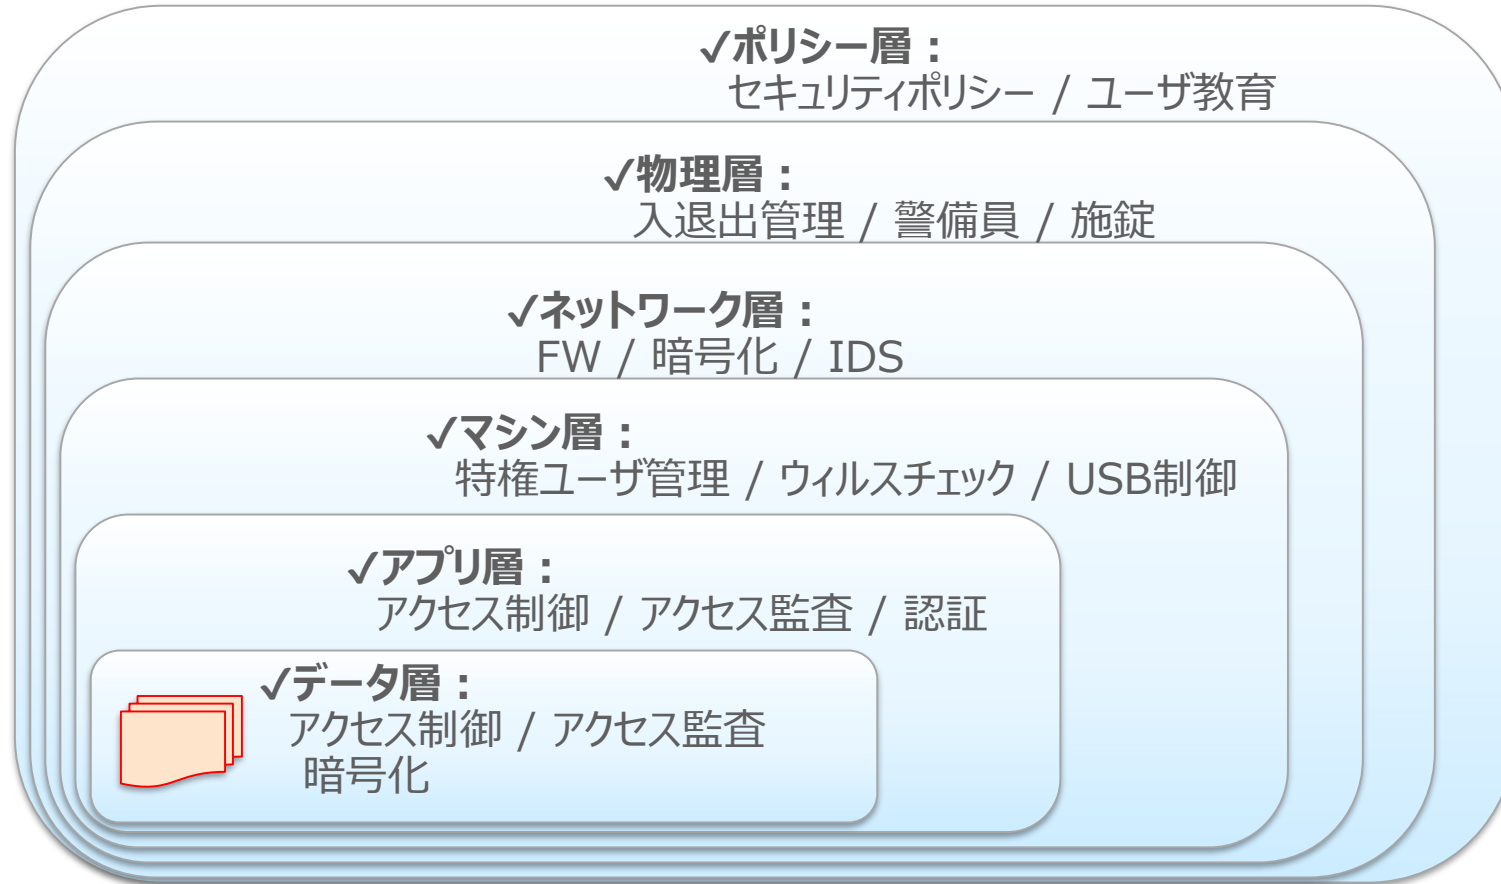 ✓ポリシー層：
セキュリティポリシー / ユーザ教育
✓物理層：
入退出管理 / 警備員 / 施錠
✓ネットワーク層：
FW / 暗号化 / IDS
✓マシン層：
特権ユーザ管理 / ウィルスチェック / USB制御
✓アプリ層：
アクセス制御 / アクセス監査 / 認証
✓データ層：
アクセス制御 / アクセス監査
暗号化